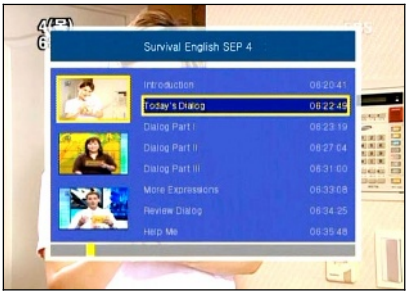 4(목)
Survival English SEP 4
Introduction 06:20:41
Today's Dialog 06:22:49
Dialog Part I 06:23:19
Dialog Part II 06:27:04
Dialog Part III 06:31:00
More Expressions 06:33:08
Review Dialog 06:34:25
Help Me 06:35:48